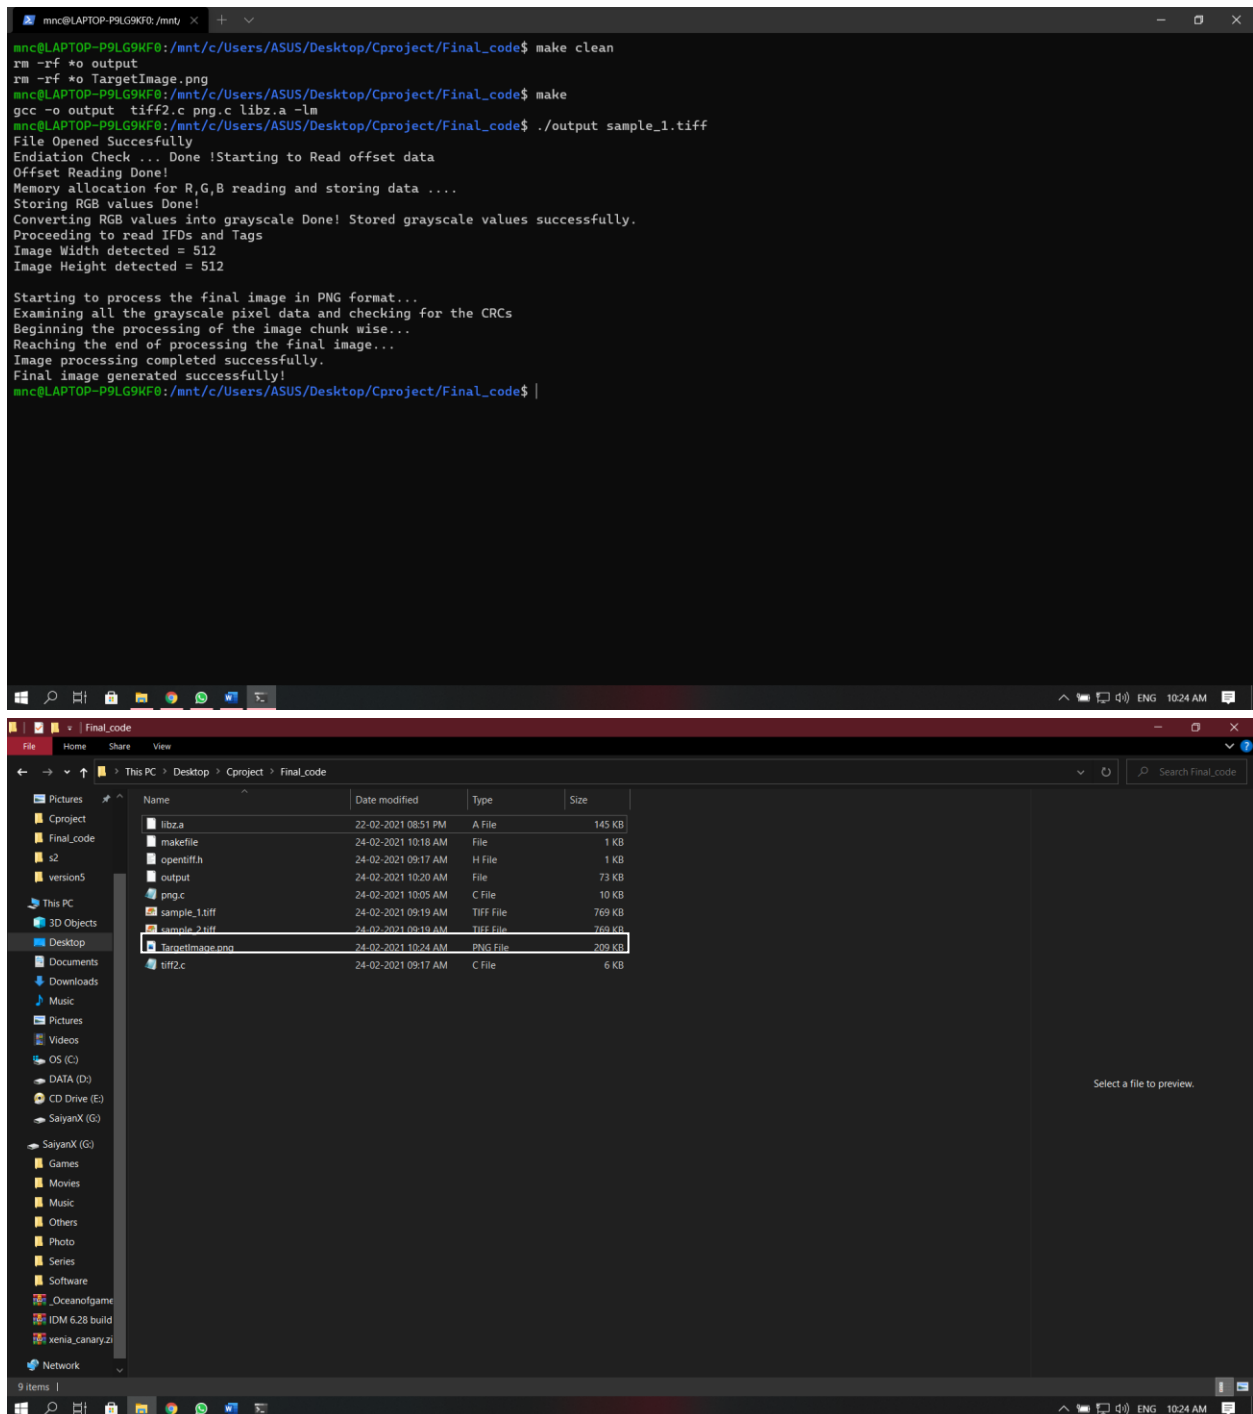 mnc@LAPTOP-P9LG9KF0: /mnt/
mnc@LAPTOP-P9LG9KF0:/mnt/c/Users/ASUS/Desktop/Cproject/Final_code$ make clean
rm -rf *o output
rm -rf *o TargetImage.png
mnc@LAPTOP-P9LG9KF0:/mnt/c/Users/ASUS/Desktop/Cproject/Final_code$ make
gcc -o output  tiff2.c png.c libz.a -lm
mnc@LAPTOP-P9LG9KF0:/mnt/c/Users/ASUS/Desktop/Cproject/Final_code$ ./output sample_1.tiff
File Opened Succesfully
Endiation Check ... Done !Starting to Read offset data
Offset Reading Done!
Memory allocation for R,G,B reading and storing data ....
Storing RGB values Done!
Converting RGB values into grayscale Done! Stored grayscale values successfully.
Proceeding to read IFDs and Tags
Image Width detected = 512
Image Height detected = 512
Starting to process the final image in PNG format...
Examining all the grayscale pixel data and checking for the CRCs
Beginning the processing of the image chunk wise...
Reaching the end of processing the final image...
Image processing completed successfully.
Final image generated successfully!
mnc@LAPTOP-P9LG9KF0:/mnt/c/Users/ASUS/Desktop/Cproject/Final_code$
ENG 10:24 AM
Final_code
File Home Share View
This PC > Desktop > Cproject > Final_code
Search Final_code
Pictures
Cproject
Final_code
s2
version5
This PC
3D Objects
Desktop
Documents
Downloads
Music
Pictures
Videos
OS (C:)
DATA (D:)
CD Drive (E:)
SaiyanX (G:)
SaiyanX (G:)
Games
Movies
Music
Others
Photo
Series
Software
_Oceanofgame
IDM 6.28 build
xenia_canary.zi
Network
Name Date modified Type Size
libz.a 22-02-2021 08:51 PM A File 145 KB
makefile 24-02-2021 10:18 AM File 1 KB
opentiff.h 24-02-2021 09:17 AM H File 1 KB
output 24-02-2021 10:20 AM File 73 KB
png.c 24-02-2021 10:05 AM C File 10 KB
sample_1.tiff 24-02-2021 09:19 AM TIFF File 769 KB
sample_2.tiff 24-02-2021 09:19 AM TIFF File 769 KB
TargetImage.png 24-02-2021 10:24 AM PNG File 209 KB
tiff2.c 24-02-2021 09:17 AM C File 6 KB
Select a file to preview.
9 items
ENG 10:24 AM